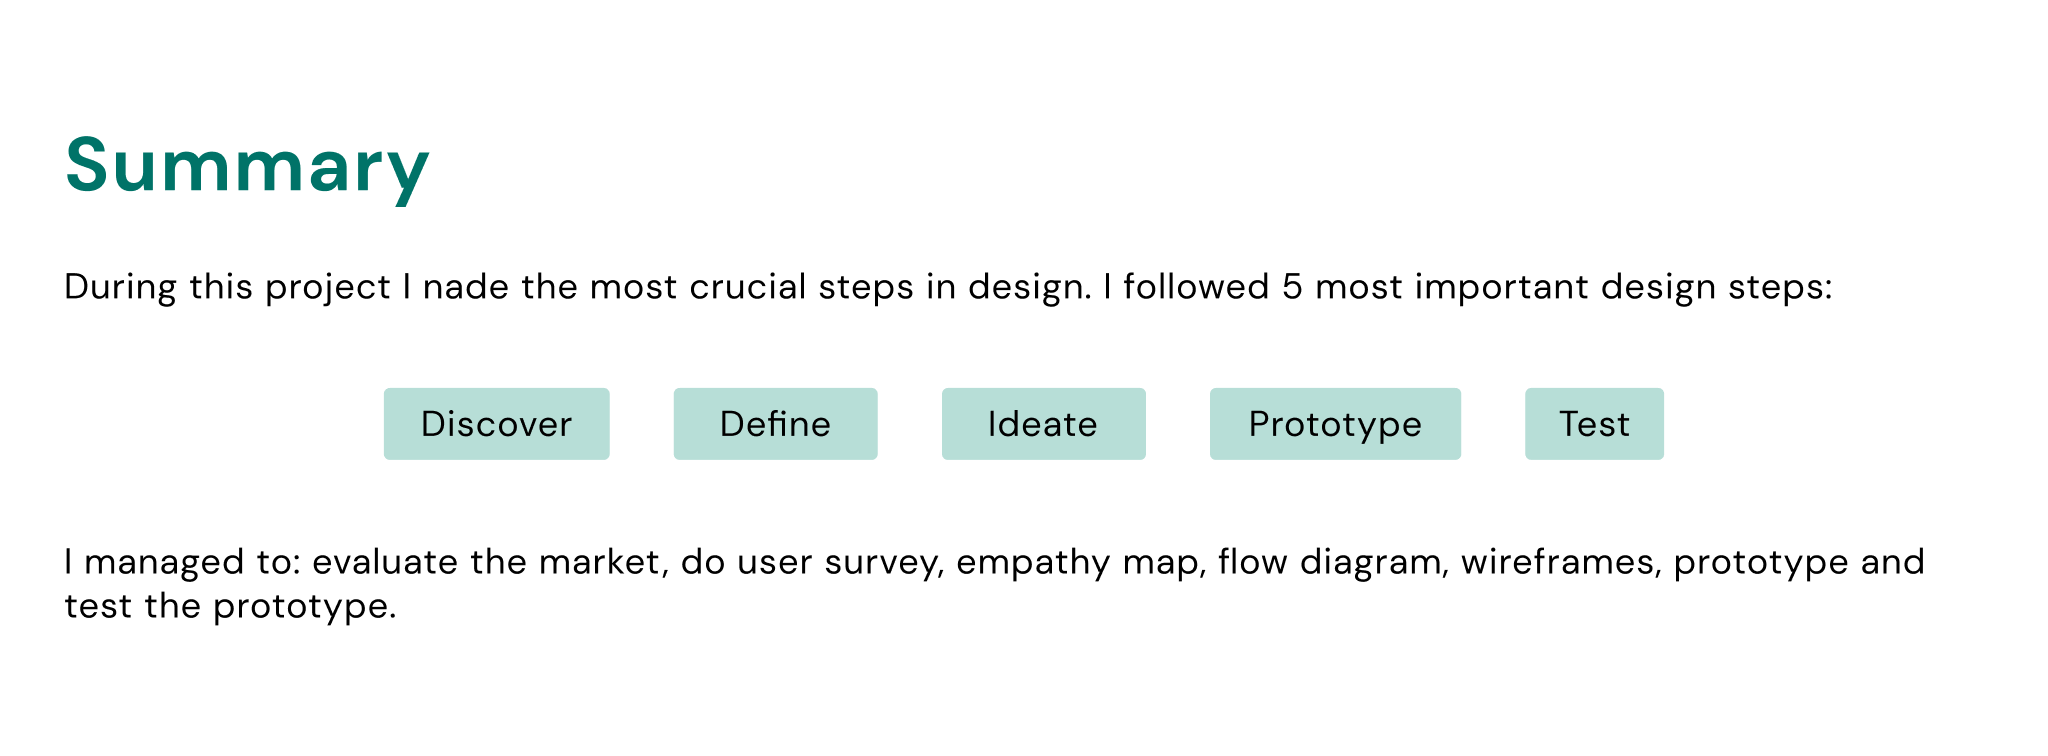 Summary
During this project I nade the most crucial steps in design. I followed 5 most important design steps:
Discover Define Ideate Prototype Test
I managed to: evaluate the market, do user survey, empathy map, flow diagram, wireframes, prototype and
test the prototype.